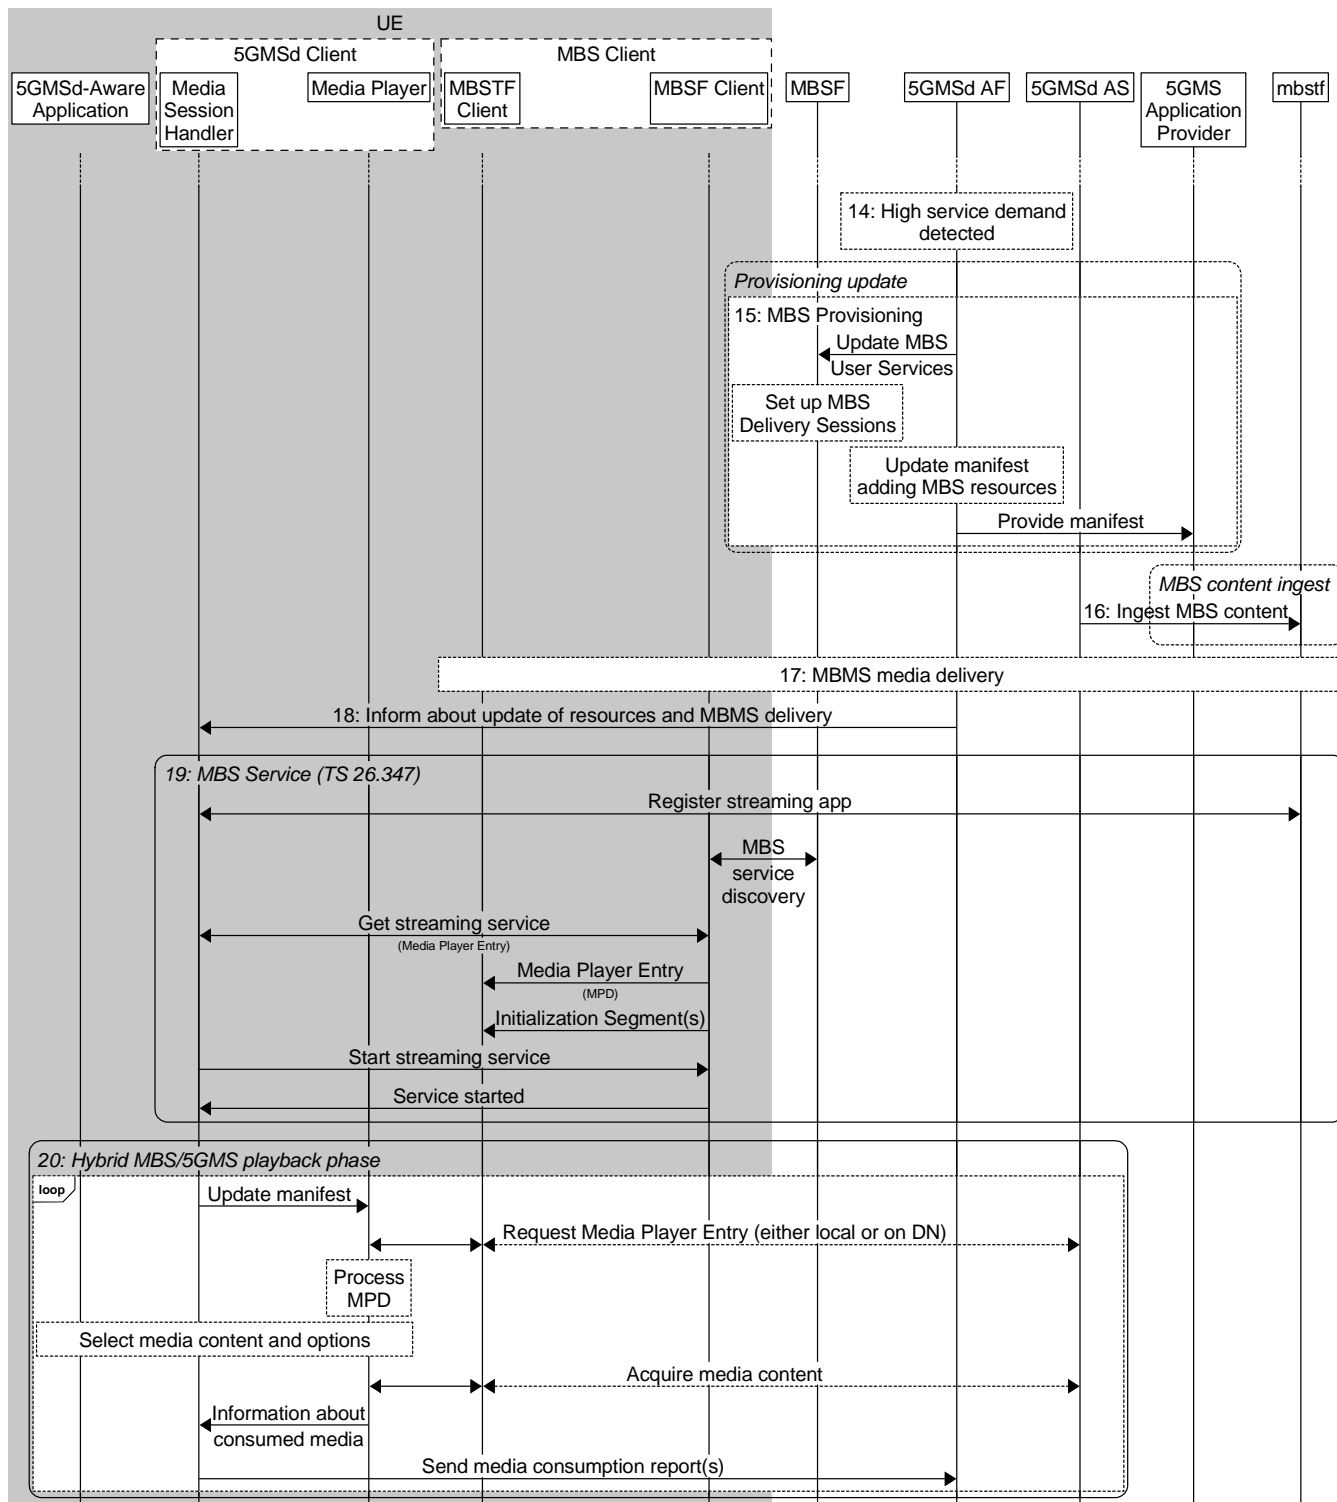 UE
5GMSd Client
MBS Client
5GMSd-Aware
Application
Media
Session
Handler
Media Player
MBSTF
Client
MBSF Client
MBSF
5GMSd AF
5GMSd AS
5GMS
Application
Provider
mbstf
14: High service demand
detected
Provisioning update
15: MBS Provisioning
Update MBS
User Services
Set up MBS
Delivery Sessions
Update manifest
adding MBS resources
Provide manifest
MBS content ingest
16: Ingest MBS content
17: MBMS media delivery
18: Inform about update of resources and MBMS delivery
19: MBS Service (TS 26.347)
Register streaming app
MBS
service
discovery
Get streaming service
(Media Player Entry)
Media Player Entry
(MPD)
Initialization Segment(s)
Start streaming service
Service started
20: Hybrid MBS/5GMS playback phase
loop
Update manifest
Request Media Player Entry (either local or on DN)
Process
MPD
Select media content and options
Acquire media content
Information about
consumed media
Send media consumption report(s)